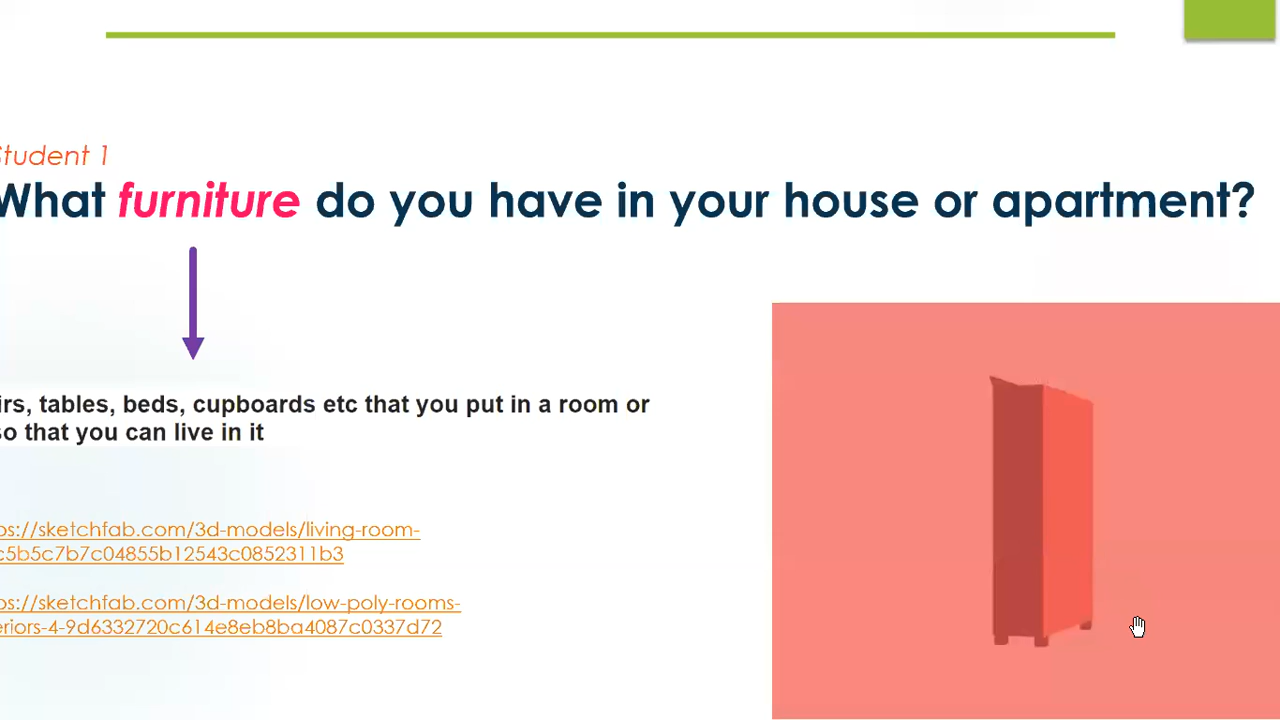 Student 1
What furniture do you have in your house or apartment?
irs, tables, beds, cupboards etc that you put in a room or
so that you can live in it
ps://sketchfab.com/3d-models/living-room-
c5b5c7b7c04855b12543c0852311b3
ps://sketchfab.com/3d-models/low-poly-rooms-
eriors-4-9d6332720c614e8eb8ba4087c0337d72